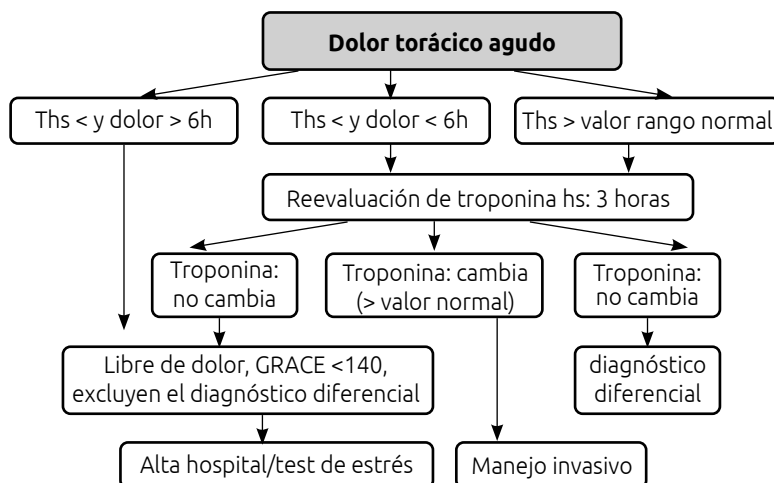 Dolor torácico agudo
Ths < y dolor > 6h
Ths < y dolor < 6h
Ths > valor rango normal
Reevaluación de troponina hs: 3 horas
Troponina:
no cambia
Troponina: cambia
(> valor normal)
Troponina:
no cambia
Libre de dolor, GRACE <140,
excluyen el diagnóstico diferencial
diagnóstico
diferencial
Alta hospital/test de estrés
Manejo invasivo